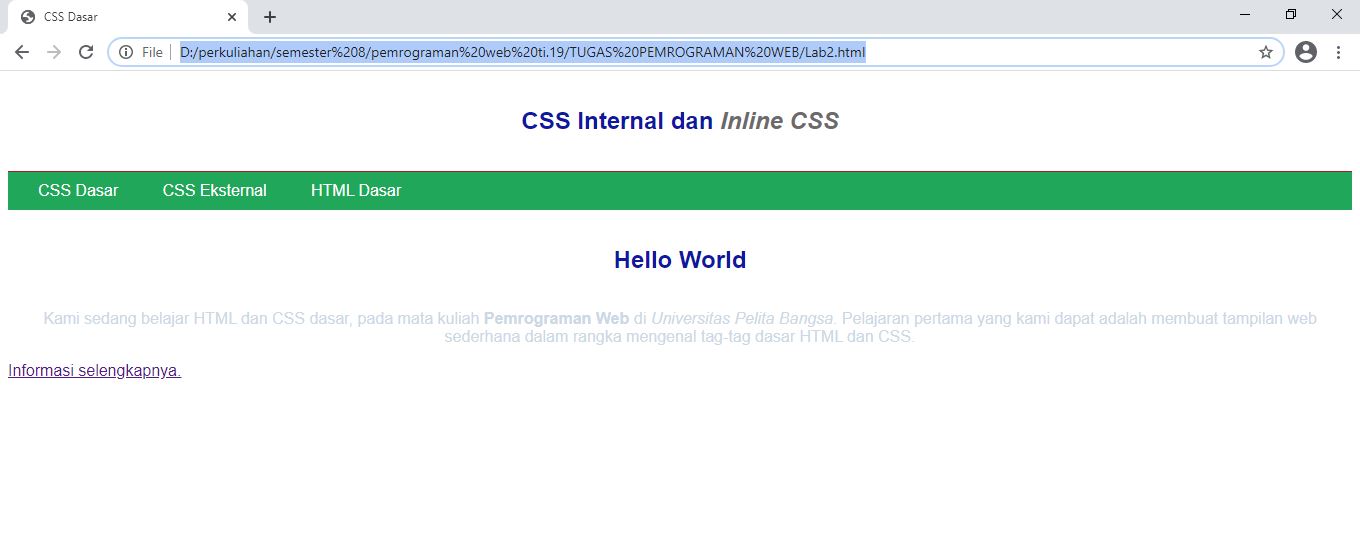 CSS Dasar
File | D:/perkuliahan/semester%208/pemrograman%20web%20ti.19/TUGAS%20PEMROGRAMAN%20WEB/Lab2.html
CSS Internal dan Inline CSS
CSS Dasar CSS Eksternal HTML Dasar
Hello World
Kami sedang belajar HTML dan CSS dasar, pada mata kuliah Pemrograman Web di Universitas Pelita Bangsa. Pelajaran pertama yang kami dapat adalah membuat tampilan web
sederhana dalam rangka mengenal tag-tag dasar HTML dan CSS.
Informasi selengkapnya.